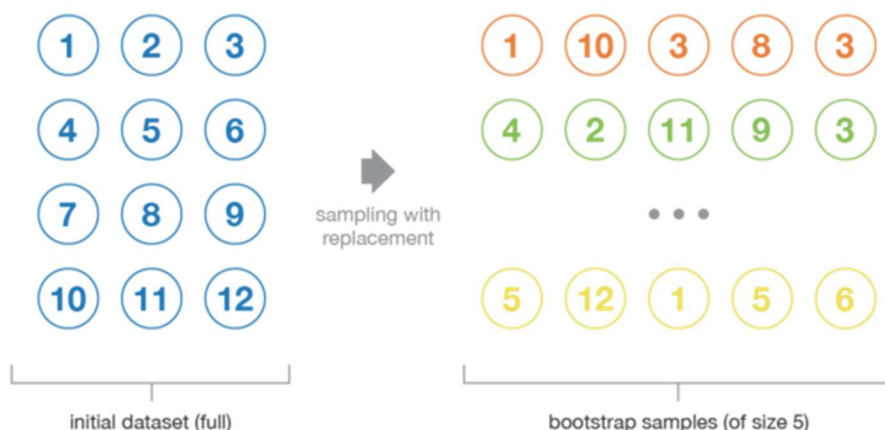 1 2 3
4 5 6
7 8 9
10 11 12
sampling with
replacement
1 10 3 8 3
4 2 11 9 3
...
5 12 1 5 6
initial dataset (full)
bootstrap samples (of size 5)